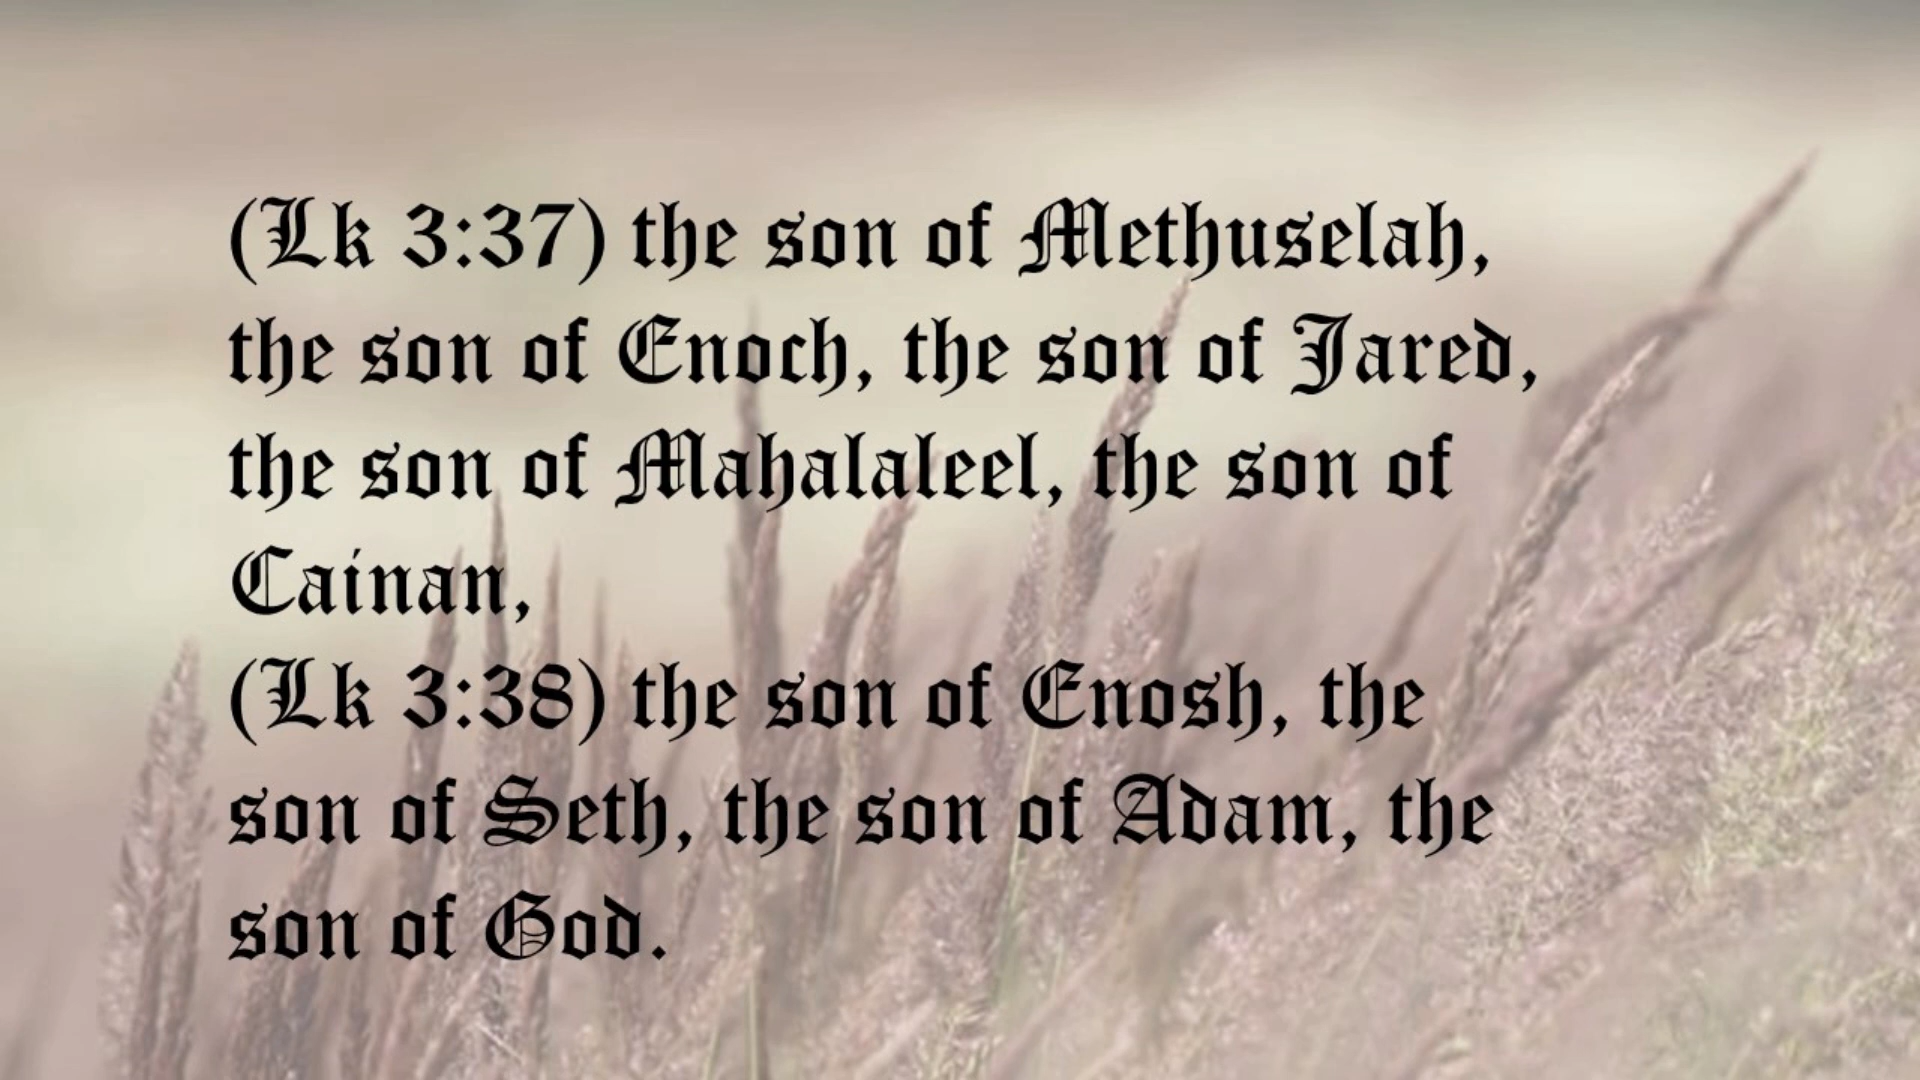 (Lk 3:37) the son of Methuselah,
the son of Enoch, the son of Jared,
the son of Mahalaleel, the son of
Cainan,
(Lk 3:38) the son of Enosh, the
son of Seth, the son of Adam, the
son of God.